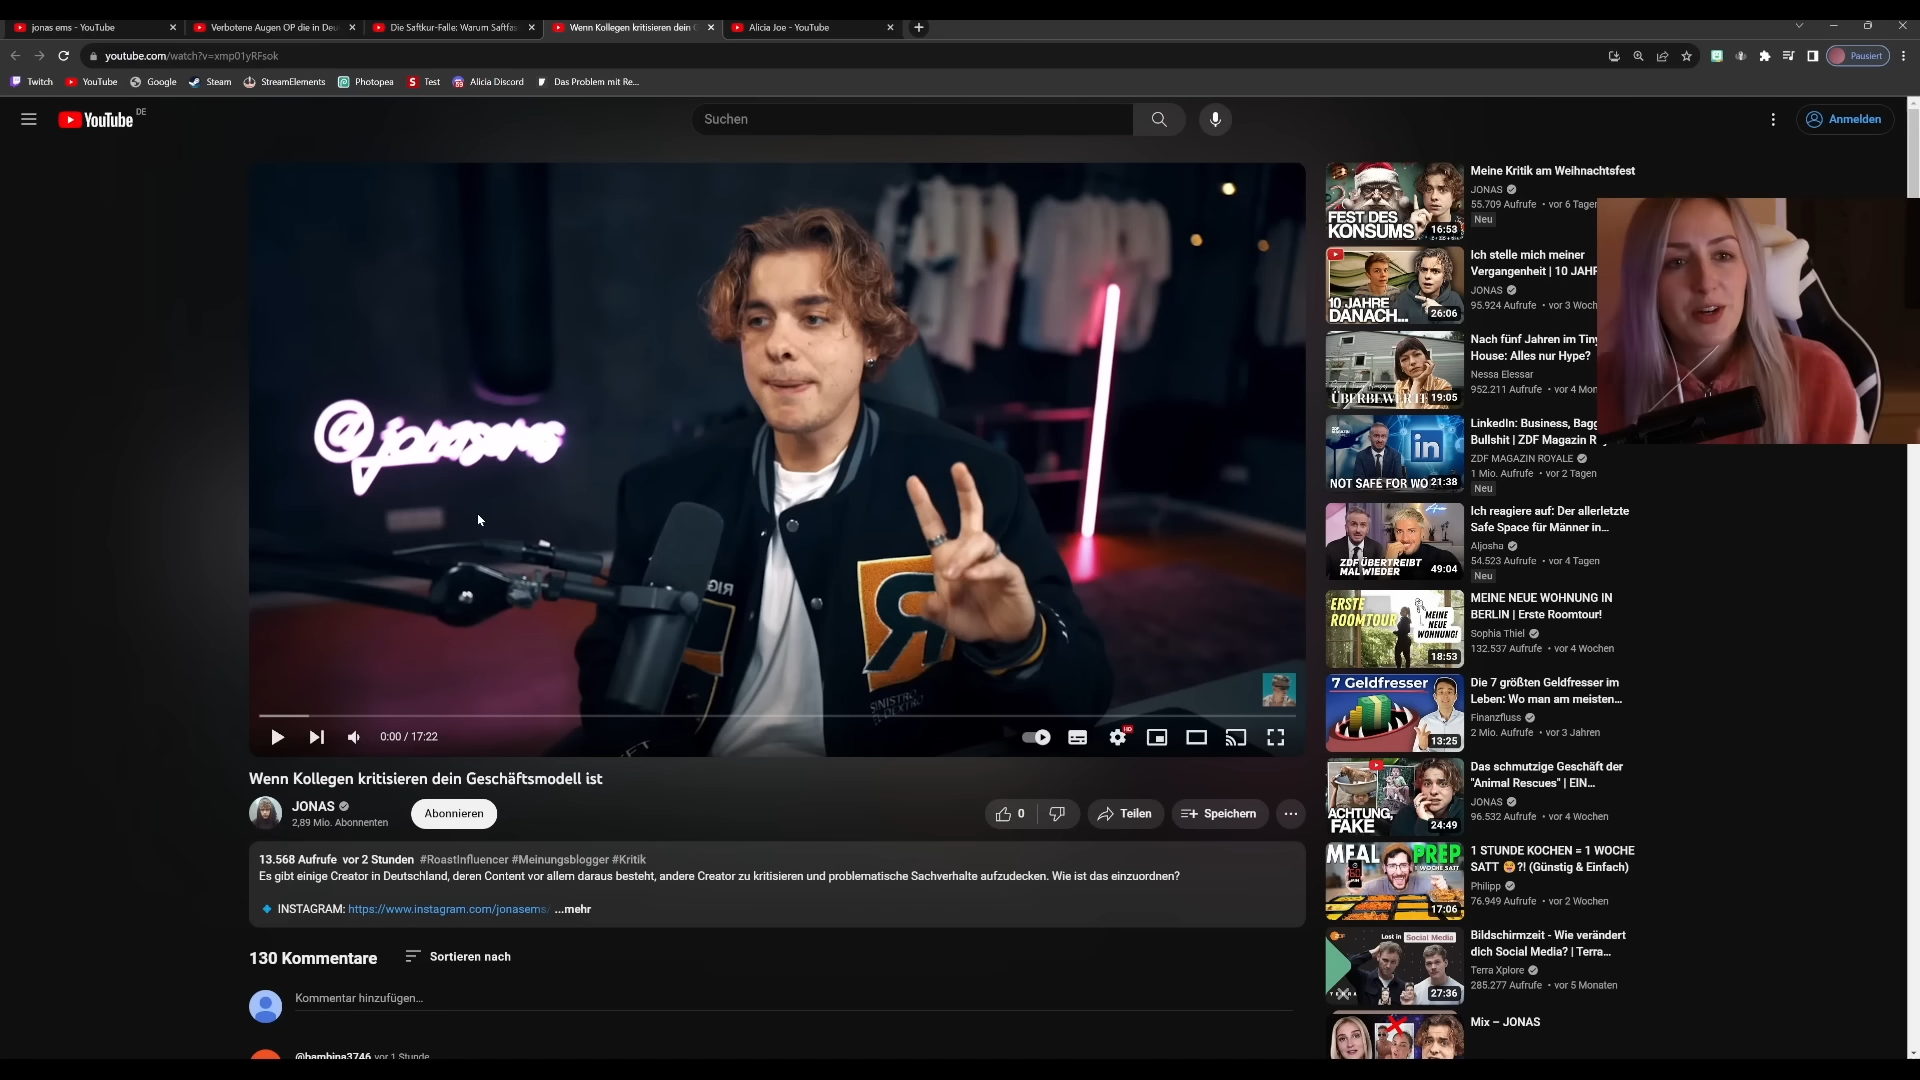 jonas ems - YouTube
Verbotene Augen OP die in Deu
Die Saftkur-Falle: Warum Saftfas
Wenn Kollegen kritisieren dein G
Alicia Joe - YouTube
youtube.com/watch?v=xmp01yRFsok
Pausiert
Twitch
YouTube
Google
Steam
StreamElements
Photopea
Test
Alicia Discord
Das Problem mit Re...
YouTube DE
Suchen
Anmelden
@jonasems
0:00 / 17:22
HD
Wenn Kollegen kritisieren dein Geschäftsmodell ist
JONAS
2,89 Mio. Abonnenten
Abonnieren
0
Teilen
Speichern
13.568 Aufrufe vor 2 Stunden #RoastInfluencer #Meinungsblogger #Kritik
Es gibt einige Creator in Deutschland, deren Content vor allem daraus besteht, andere Creator zu kritisieren und problematische Sachverhalte aufzudecken. Wie ist das einzuordnen?
INSTAGRAM: https://www.instagram.com/jonasems/ ...mehr
130 Kommentare
Sortieren nach
Kommentar hinzufügen...
@bambina3746 vor 1 Stunde
FEST DES
KONSUMS
16:53
Meine Kritik am Weihnachtsfest
JONAS
55.709 Aufrufe • vor 6 Tagen
Neu
10 JAHRE
DANACH...
26:06
Ich stelle mich meiner
Vergangenheit | 10 JAHR
JONAS
95.924 Aufrufe • vor 3 Woch
ÜBERBEWERTET
19:05
Nach fünf Jahren im Tiny
House: Alles nur Hype?
Nessa Elessar
952.211 Aufrufe • vor 4 Mon
in
NOT SAFE FOR WO
21:38
LinkedIn: Business, Bagg
Bullshit | ZDF Magazin R
ZDF MAGAZIN ROYALE
1 Mio. Aufrufe • vor 2 Tagen
Neu
ZDF ÜBERTREIBT
MAL WIEDER
49:04
Ich reagiere auf: Der allerletzte
Safe Space für Männer in...
Aljosha
54.523 Aufrufe • vor 4 Tagen
Neu
ERSTE
ROOMTOUR
MEINE
NEUE
WOHNUNG!
18:53
MEINE NEUE WOHNUNG IN
BERLIN | Erste Roomtour!
Sophia Thiel
132.537 Aufrufe • vor 4 Wochen
7 Geldfresser
13:25
Die 7 größten Geldfresser im
Leben: Wo man am meisten...
Finanzfluss
2 Mio. Aufrufe • vor 3 Jahren
ACHTUNG,
FAKE
24:49
Das schmutzige Geschäft der
"Animal Rescues" | EIN...
JONAS
96.532 Aufrufe • vor 4 Wochen
MEAL PREP
1 WOCHE SATT
17:06
1 STUNDE KOCHEN = 1 WOCHE
SATT 🤩?! (Günstig & Einfach)
Philipp
76.949 Aufrufe • vor 2 Wochen
Lost in Social Media
TERRA
27:36
Bildschirmzeit - Wie verändert
dich Social Media? | Terra...
Terra Xplore
285.277 Aufrufe • vor 5 Monaten
Mix – JONAS